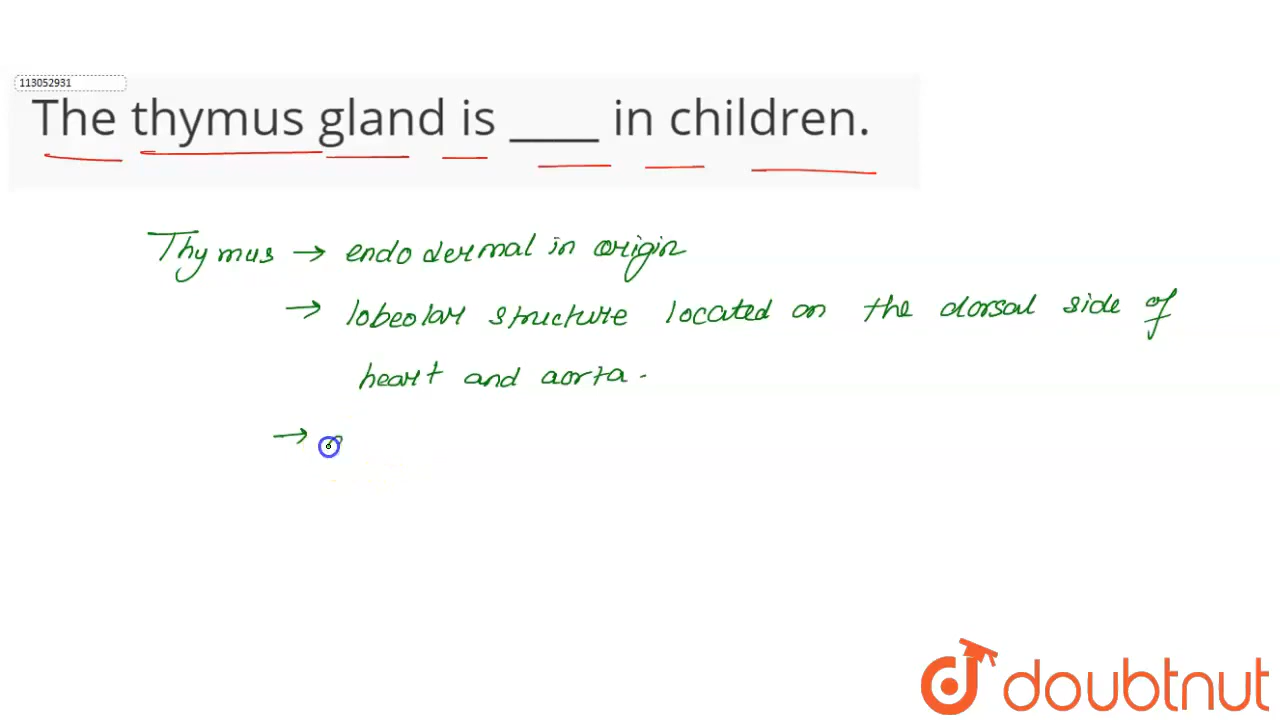 113052931
The thymus gland is ____ in children.
Thymus → endodermal in origin
→ lobeolar structure located on the dorsal side of
heart and aorta.
→
doubtnut